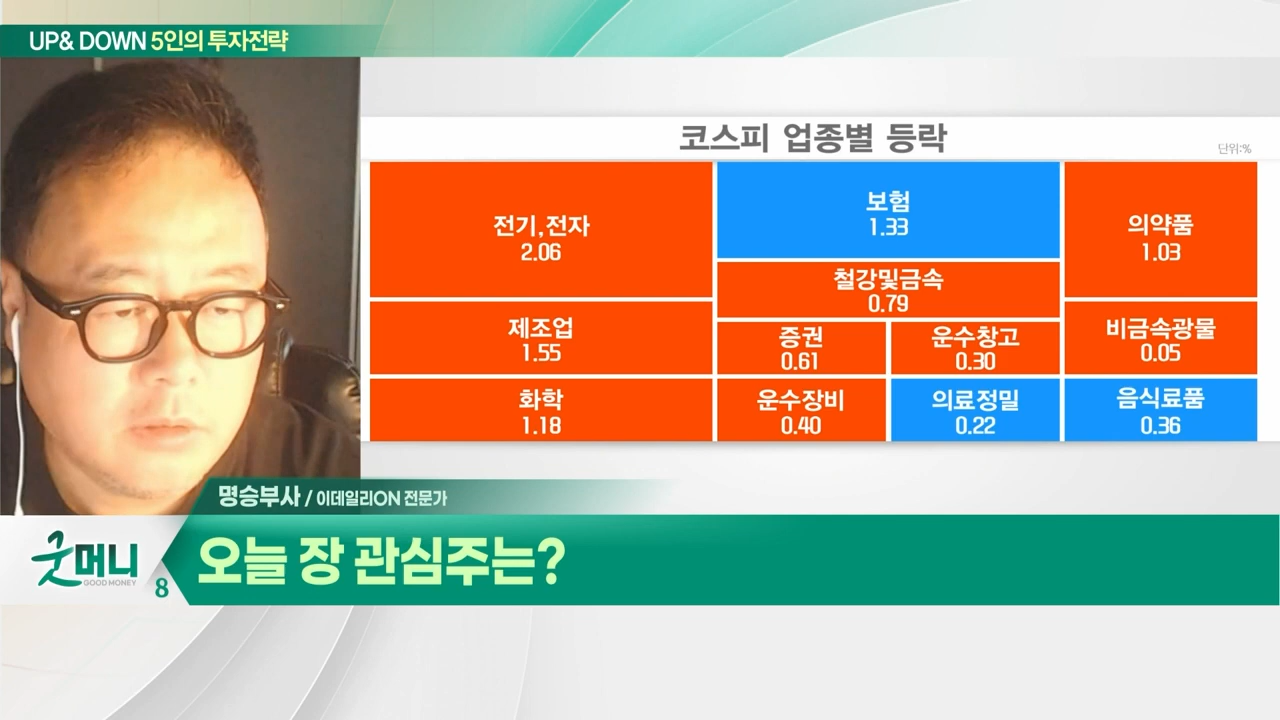 UP& DOWN 5인의 투자전략
코스피 업종별 등락
단위:%
전기,전자
2.06
보험
1.33
의약품
1.03
철강및금속
0.79
제조업
1.55
증권
0.61
운수창고
0.30
비금속광물
0.05
화학
1.18
운수장비
0.40
의료정밀
0.22
음식료품
0.36
명승부사 / 이데일리ON 전문가
굿머니
GOOD MONEY
8
오늘 장 관심주는?